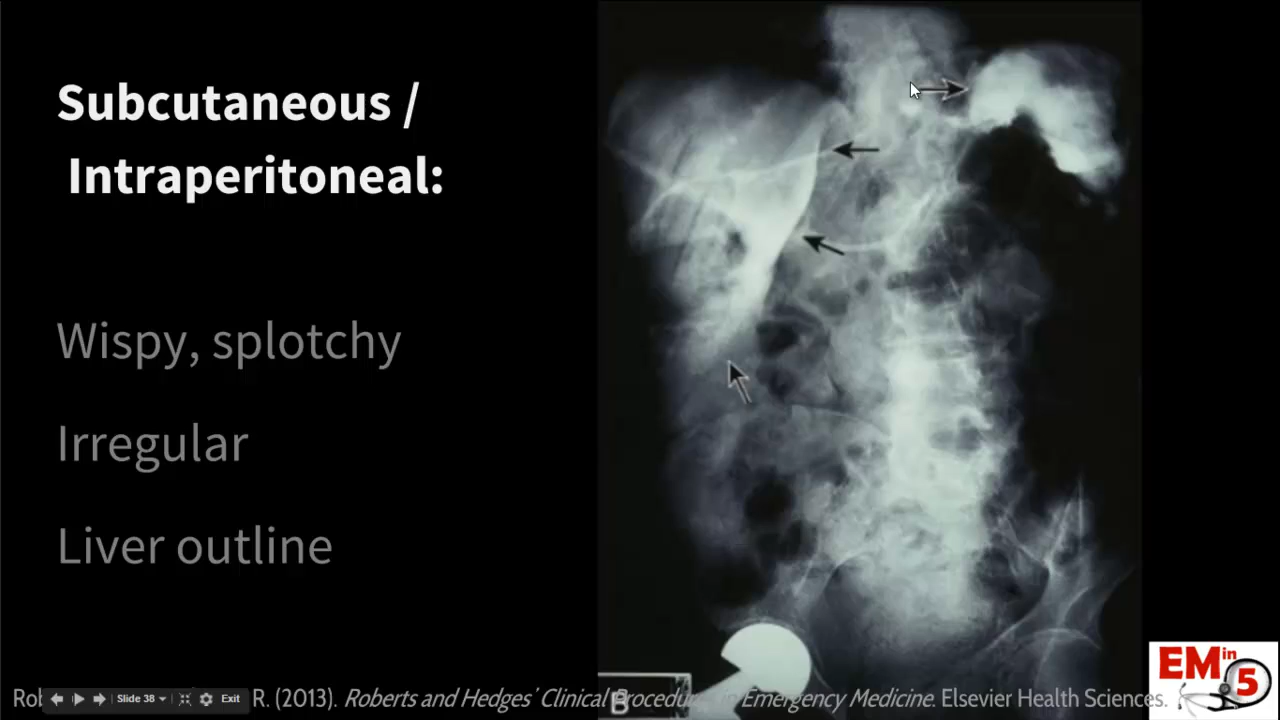 Subcutaneous /
Intraperitoneal:
Wispy, splotchy
Irregular
Liver outline
B
Slide 38
Exit
R. (2013). Roberts and Hedges' Clinical Procedures in Emergency Medicine. Elsevier Health Sciences.
EM in 5